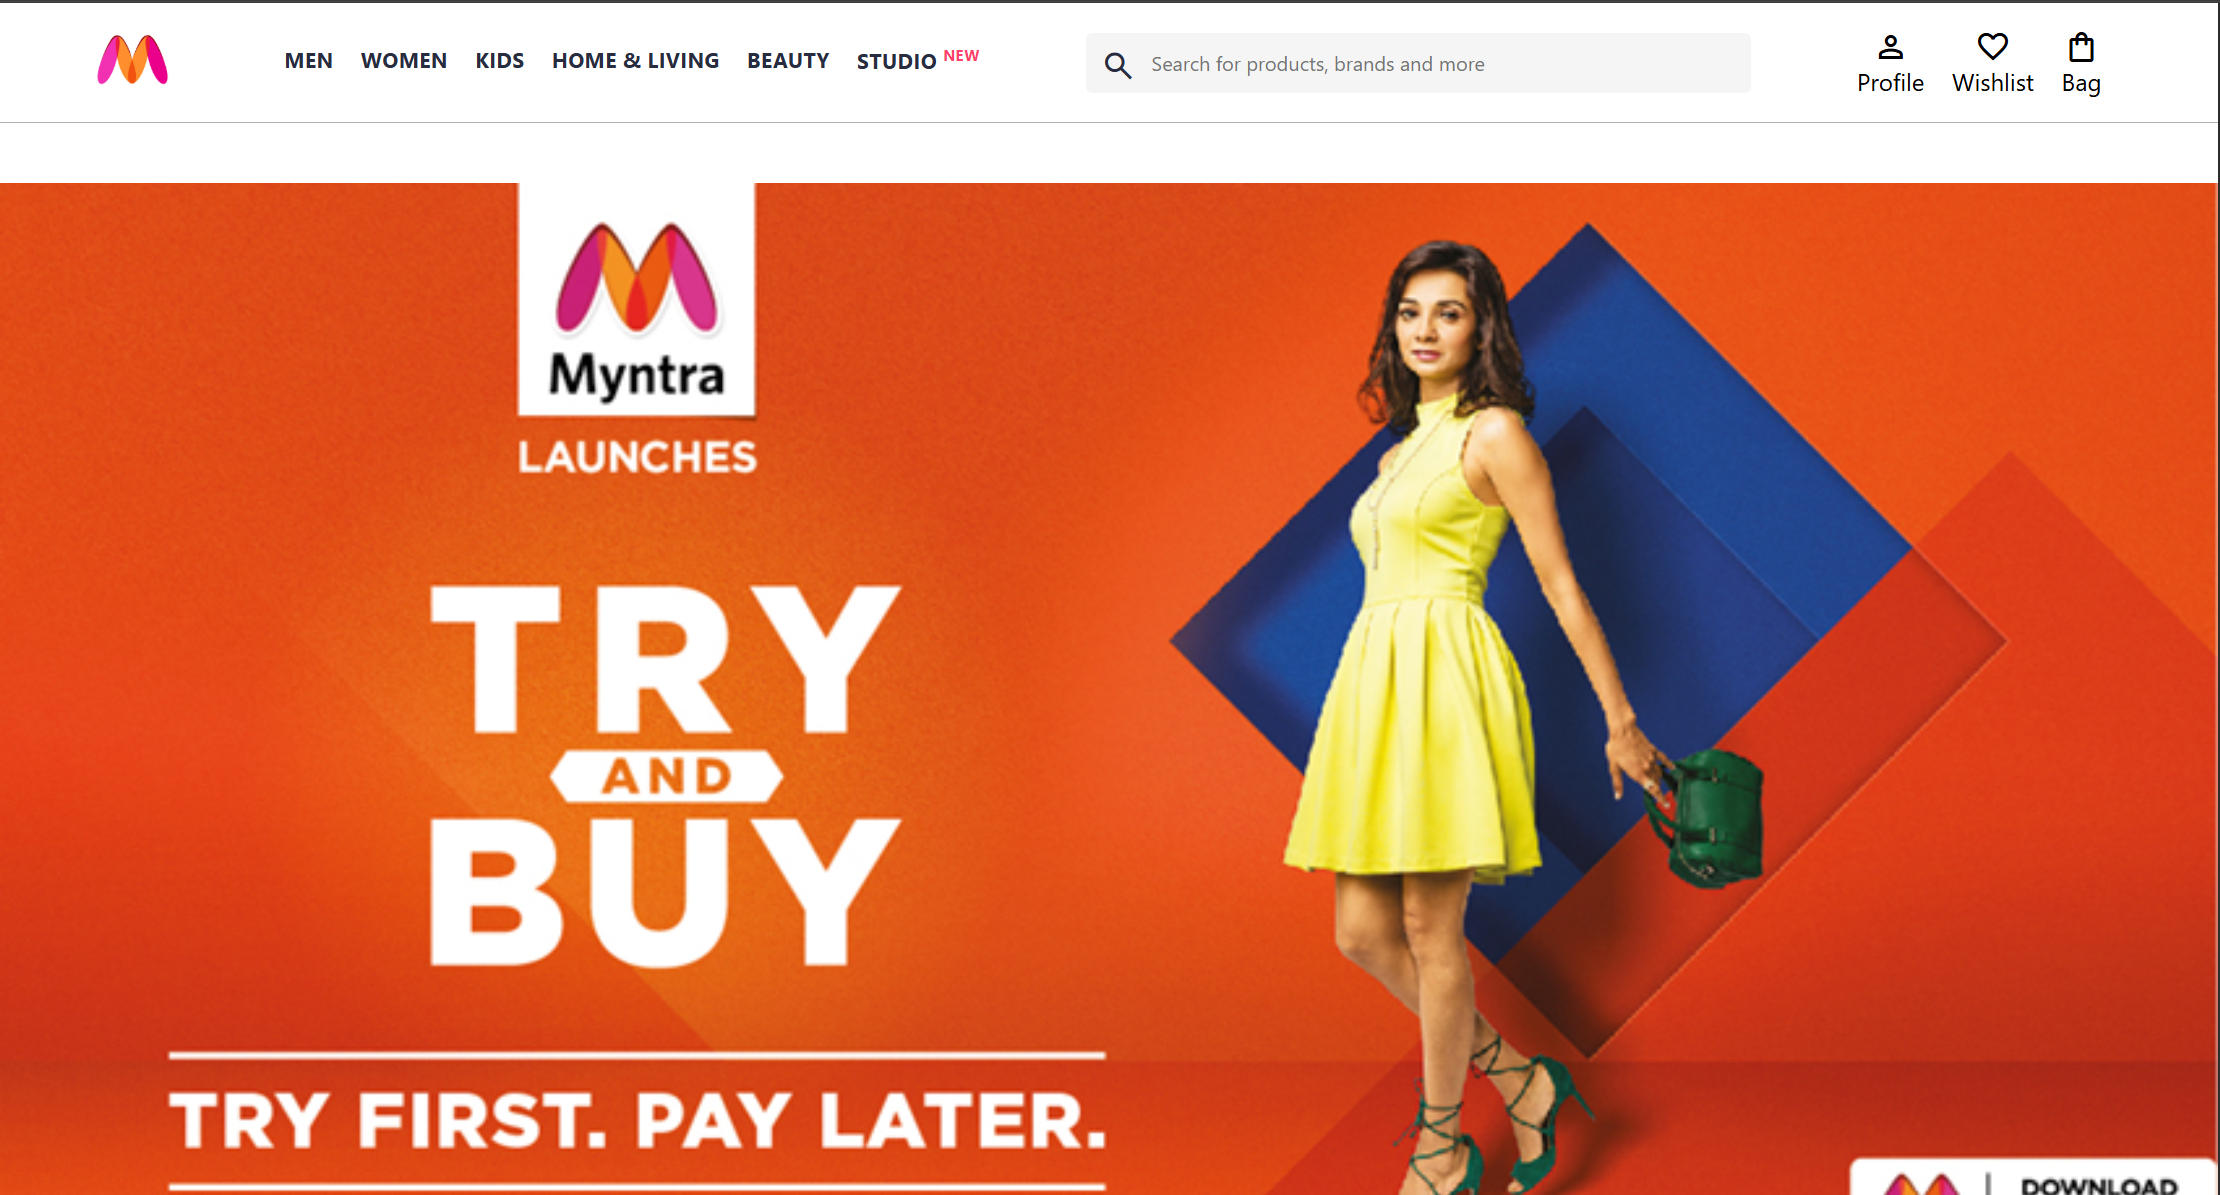 MEN WOMEN KIDS HOME & LIVING BEAUTY STUDIO NEW
Search for products, brands and more
Profile Wishlist Bag
Myntra
LAUNCHES
TRY
AND
BUY
TRY FIRST. PAY LATER.
DOWNLOAD